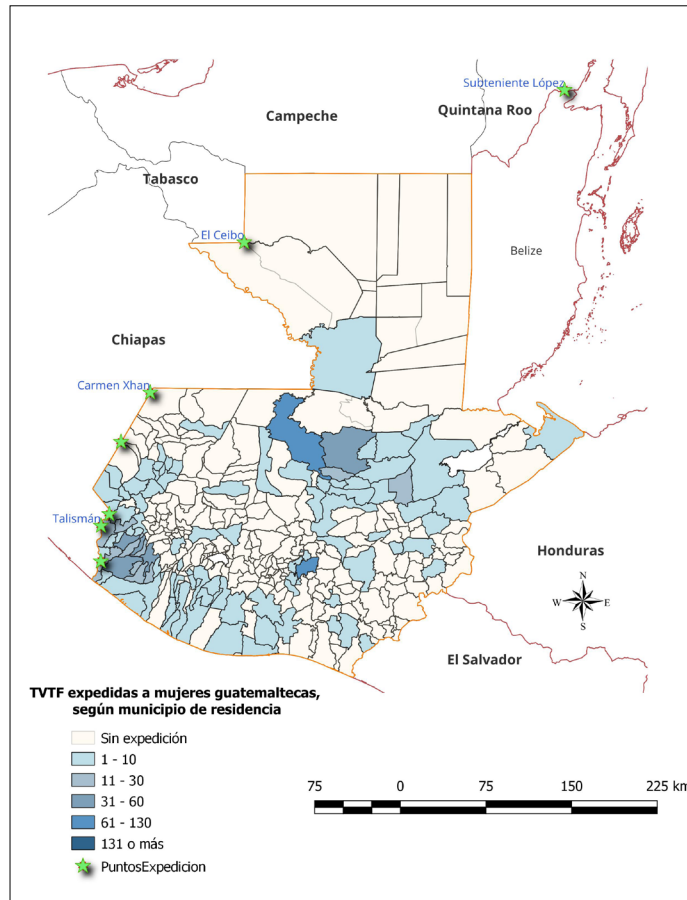 Subteniente López
Quintana Roo
Campeche
Tabasco
El Ceibo
Belize
Chiapas
Carmen Xhan
Talismán
Honduras
N
W E
S
El Salvador
TVTF expedidas a mujeres guatemaltecas,
según municipio de residencia
Sin expedición
1 - 10
11 - 30
31 - 60
61 - 130
131 o más
PuntosExpedicion
75 0 75 150 225 km